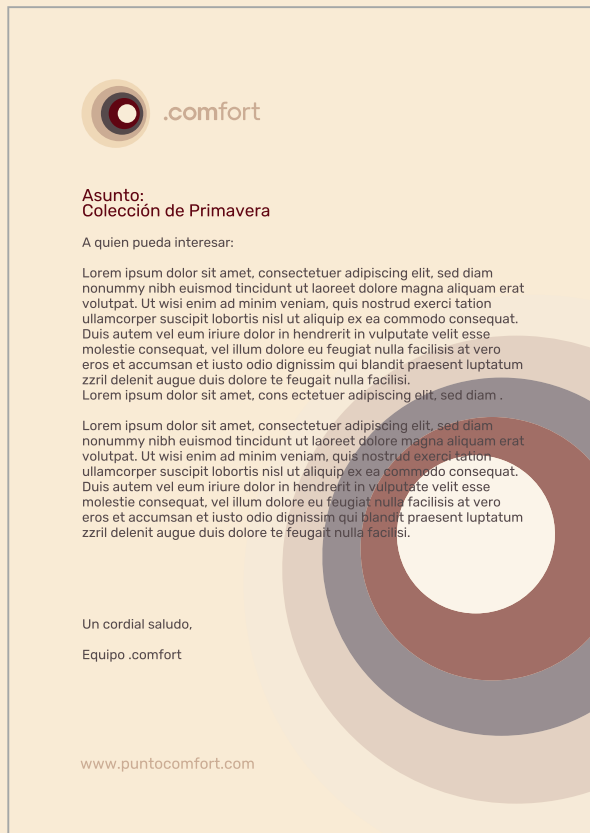 .comfort
Asunto:
Colección de Primavera
A quien pueda interesar:
Lorem ipsum dolor sit amet, consectetuer adipiscing elit, sed diam
nonummy nibh euismod tincidunt ut laoreet dolore magna aliquam erat
volutpat. Ut wisi enim ad minim veniam, quis nostrud exerci tation
ullamcorper suscipit lobortis nisl ut aliquip ex ea commodo consequat.
Duis autem vel eum iriure dolor in hendrerit in vulputate velit esse
molestie consequat, vel illum dolore eu feugiat nulla facilisis at vero
eros et accumsan et iusto odio dignissim qui blandit praesent luptatum
zzril delenit augue duis dolore te feugait nulla facilisi.
Lorem ipsum dolor sit amet, cons ectetuer adipiscing elit, sed diam .
Lorem ipsum dolor sit amet, consectetuer adipiscing elit, sed diam
nonummy nibh euismod tincidunt ut laoreet dolore magna aliquam erat
volutpat. Ut wisi enim ad minim veniam, quis nostrud exerci tation
ullamcorper suscipit lobortis nisl ut aliquip ex ea commodo consequat.
Duis autem vel eum iriure dolor in hendrerit in vulputate velit esse
molestie consequat, vel illum dolore eu feugiat nulla facilisis at vero
eros et accumsan et iusto odio dignissim qui blandit praesent luptatum
zzril delenit augue duis dolore te feugait nulla facilisi.
Un cordial saludo,
Equipo .comfort
www.puntocomfort.com